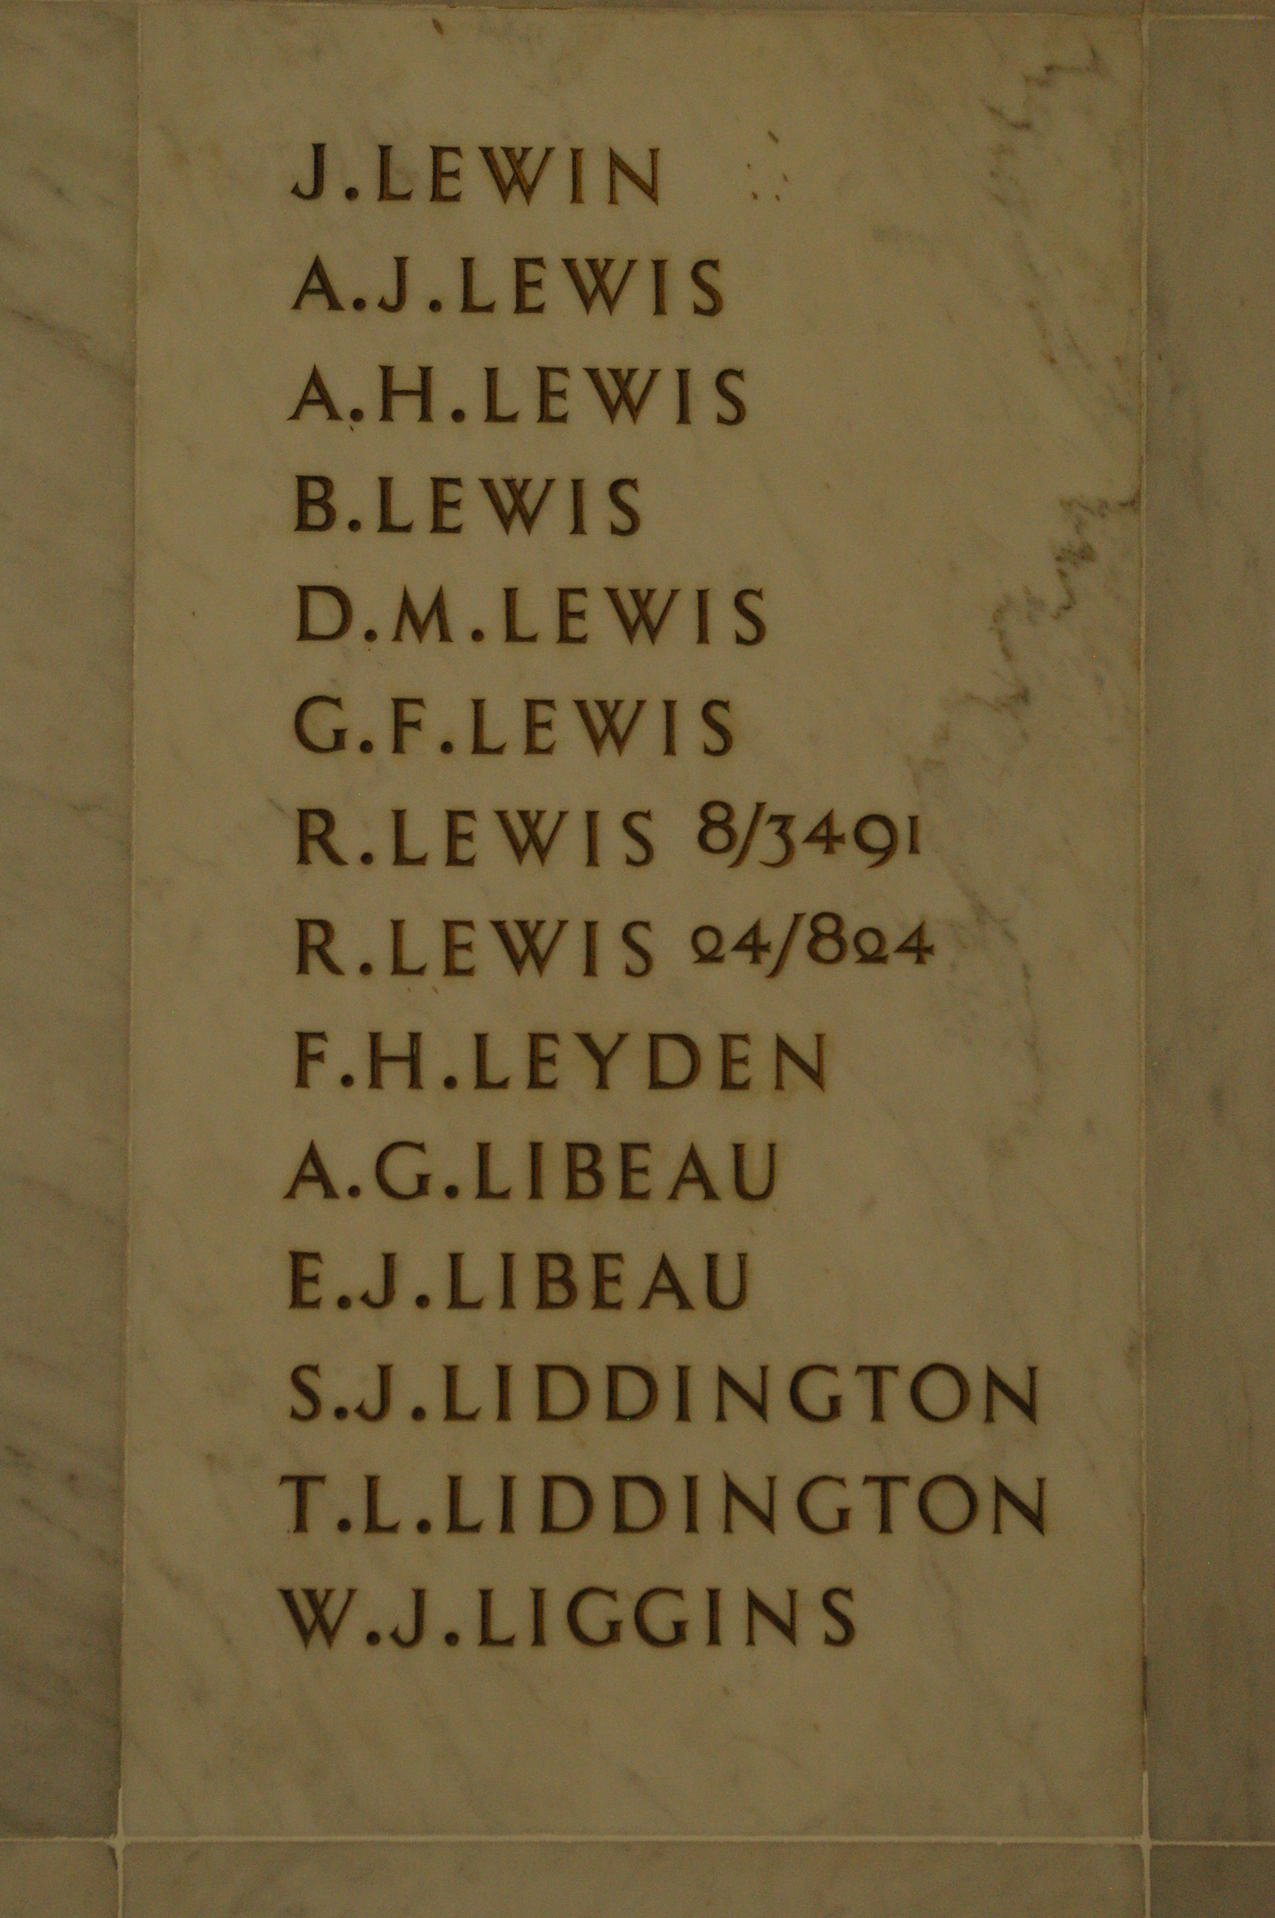 J.LEWIN
A.J.LEWIS
A.H.LEWIS
B.LEWIS
D.M.LEWIS
G.F.LEWIS
R.LEWIS 8/3491
R.LEWIS 24/824
F.H.LEYDEN
A.G.LIBEAU
E.J.LIBEAU
S.J.LIDDINGTON
T.L.LIDDINGTON
W.J.LIGGINS